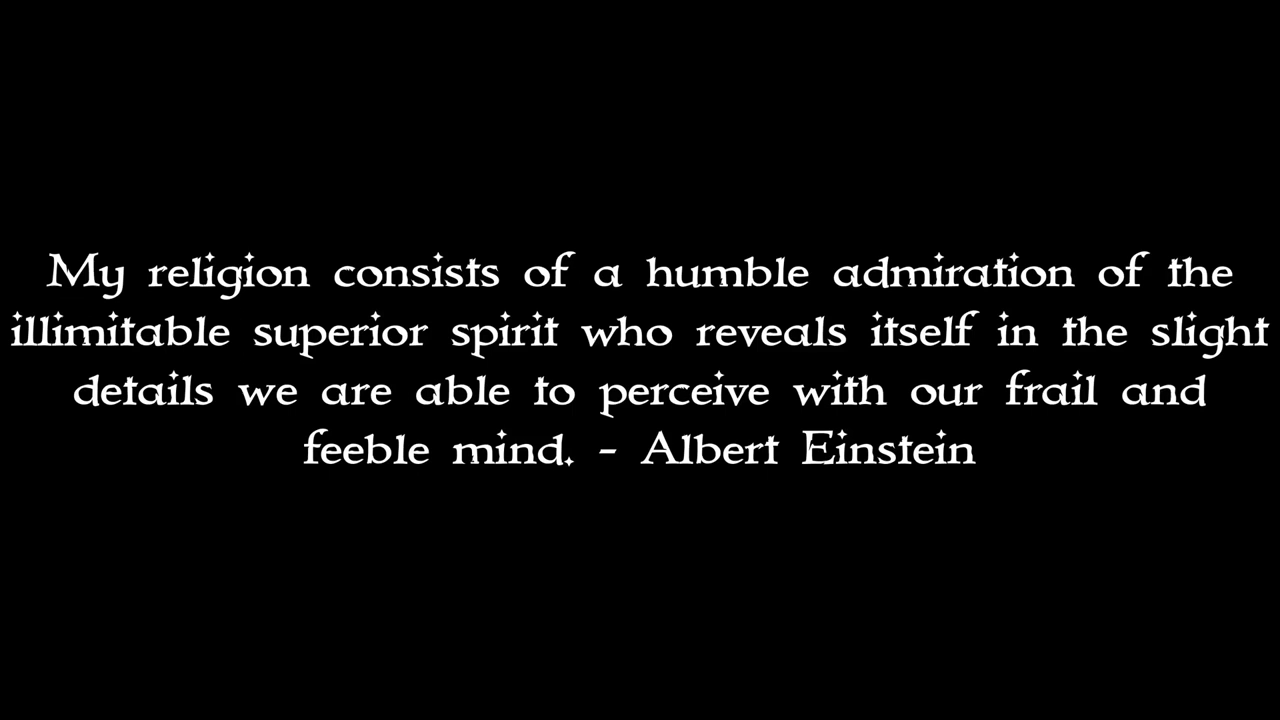 My religion consists of a humble admiration of the
illimitable superior spirit who reveals itself in the slight
details we are able to perceive with our frail and
feeble mind. - Albert Einstein